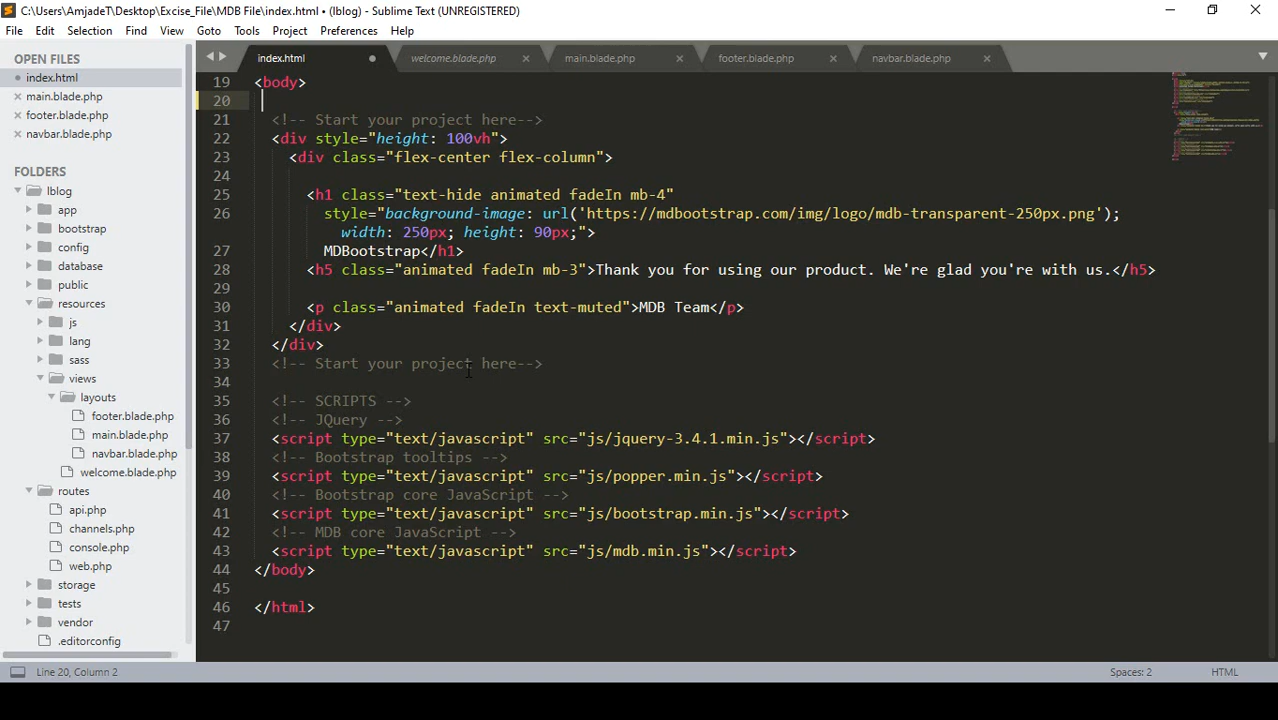 C:\Users\AmjadeT\Desktop\Excise_File\MDB File\index.html • (lblog) - Sublime Text (UNREGISTERED)
File Edit Selection Find View Goto Tools Project Preferences Help
OPEN FILES
index.html
main.blade.php
footer.blade.php
navbar.blade.php
FOLDERS
lblog
app
bootstrap
config
database
public
resources
js
lang
sass
views
layouts
footer.blade.php
main.blade.php
navbar.blade.php
welcome.blade.php
routes
api.php
channels.php
console.php
web.php
storage
tests
vendor
.editorconfig
index.html welcome.blade.php main.blade.php footer.blade.php navbar.blade.php
19 <body>
20
21 <!-- Start your project here-->
22 <div style="height: 100vh">
23 <div class="flex-center flex-column">
24
25 <h1 class="text-hide animated fadeIn mb-4"
26 style="background-image: url('https://mdbootstrap.com/img/logo/mdb-transparent-250px.png');
width: 250px; height: 90px;">
27 MDBootstrap</h1>
28 <h5 class="animated fadeIn mb-3">Thank you for using our product. We're glad you're with us.</h5>
29
30 <p class="animated fadeIn text-muted">MDB Team</p>
31 </div>
32 </div>
33 <!-- Start your project here-->
34
35 <!-- SCRIPTS -->
36 <!-- JQuery -->
37 <script type="text/javascript" src="js/jquery-3.4.1.min.js"></script>
38 <!-- Bootstrap tooltips -->
39 <script type="text/javascript" src="js/popper.min.js"></script>
40 <!-- Bootstrap core JavaScript -->
41 <script type="text/javascript" src="js/bootstrap.min.js"></script>
42 <!-- MDB core JavaScript -->
43 <script type="text/javascript" src="js/mdb.min.js"></script>
44 </body>
45
46 </html>
47
Line 20, Column 2
Spaces: 2
HTML